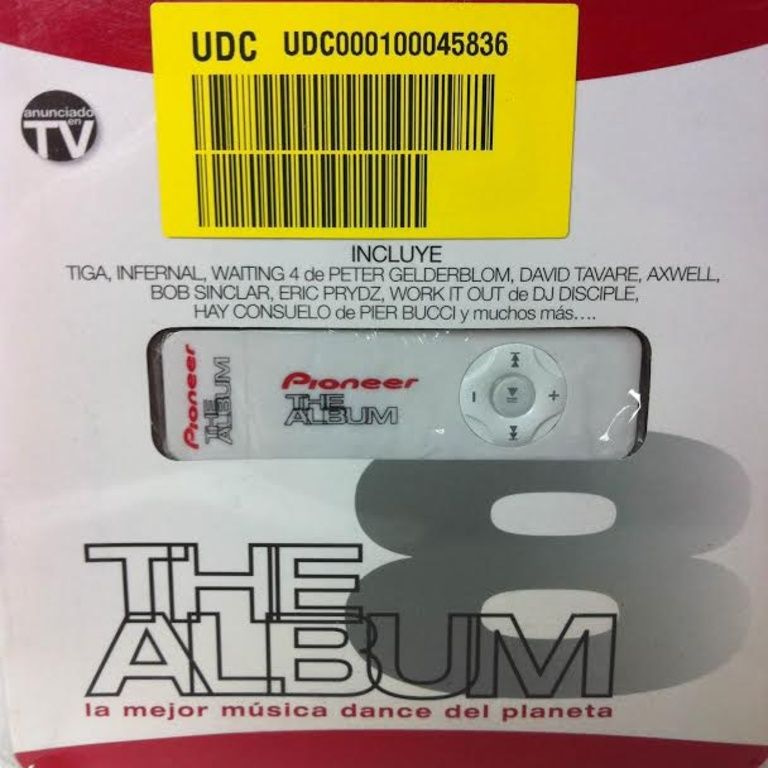 UDC UDC000100045836
anunciado
en
TV
INCLUYE
TIGA, INFERNAL, WAITING 4 de PETER GELDERBLOM, DAVID TAVARE, AXWELL,
BOB SINCLAR, ERIC PRYDZ, WORK IT OUT de DJ DISCIPLE,
HAY CONSUELO de PIER BUCCI y muchos más....
Pioneer
THE
ALBUM
Pioneer
THE
ALBUM
- +
8
THE
ALBUM
la mejor música dance del planeta